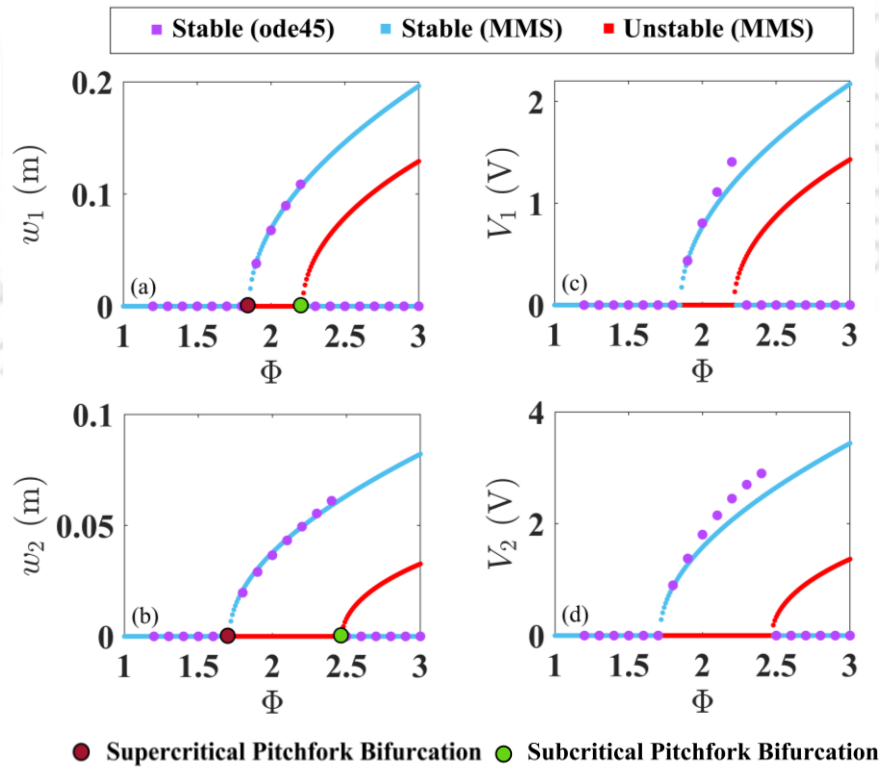 Stable (ode45) Stable (MMS) Unstable (MMS)
w₁ (m)
0.2
0.1
0
(a)
1 1.5 2 2.5 3
Φ
V₁ (V)
2
1
0
(c)
1 1.5 2 2.5 3
Φ
w₂ (m)
0.1
0.05
0
(b)
1 1.5 2 2.5 3
Φ
V₂ (V)
4
2
0
(d)
1 1.5 2 2.5 3
Φ
Supercritical Pitchfork Bifurcation Subcritical Pitchfork Bifurcation